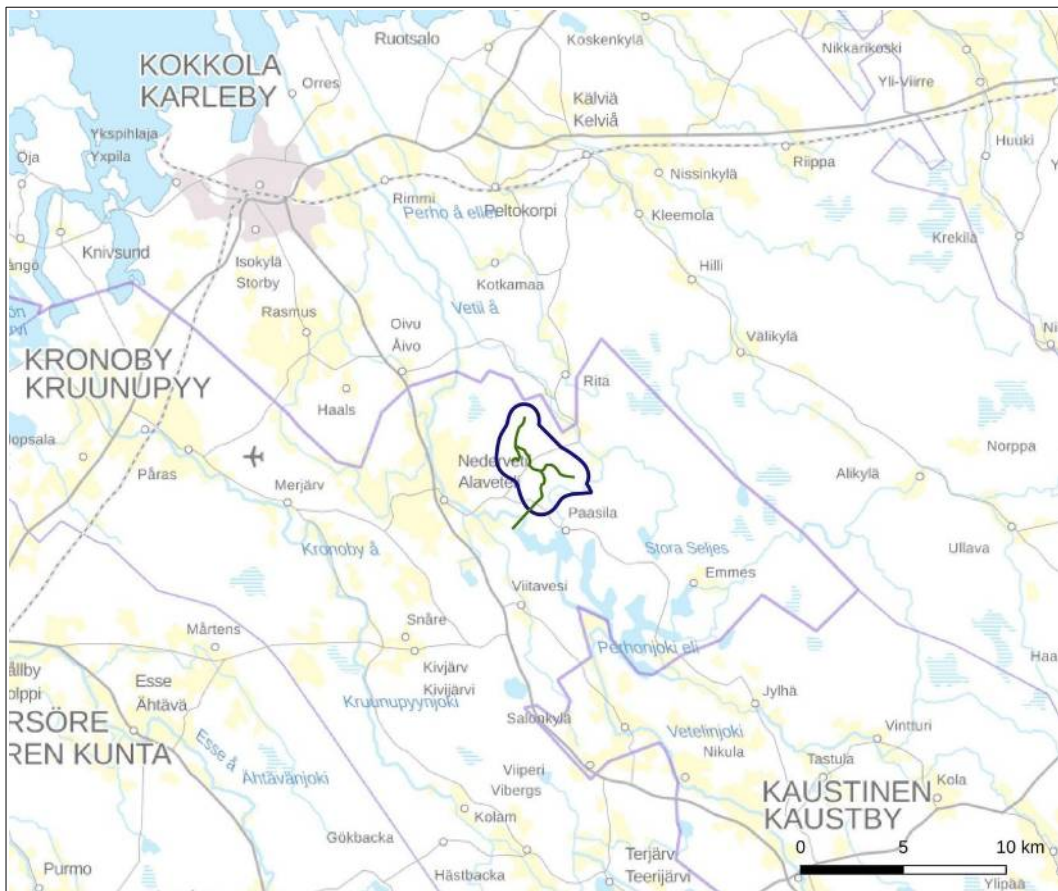 Ruotsalo
Koskenkylä
Nikkarikoski
KOKKOLA
KARLEBY
Orres
Yli-Viirre
Kälviä
Kelviå
Ykspihlaja
Yxpila
Oja
Huuki
Riippa
Nissinkylä
Rimmi
Perho å eller
Peltokorpi
Kleemola
Krekilä
Knivsund
Isokylä
Storby
Kotkamaa
Hilli
Rasmus
Vetil å
Oivu
Åivo
Välikylä
KRONOBY
KRUUNUPYY
Haals
Rita
Norppa
Påras
Nedervetil
Alaveteli
Alikylä
Merjärv
Paasila
Kronoby å
Stora Seljes
Ullava
Emmes
Viitavesi
Snåre
Mårtens
Perhonjoki eli
Kivjärv
Kivijärvi
Esse
Ähtävä
Kruunupyynjoki
Jylhä
Salonkylä
Vetelinjoki
Vintturi
Esse å
Nikula
Tastula
Ähtävänjoki
Viiperi
Vibergs
KAUSTINEN
KAUSTBY
Kola
Kolam
Gökbacka
0 5 10 km
Terjärv
Teerijärvi
Purmo
Hästbacka
Ylipää